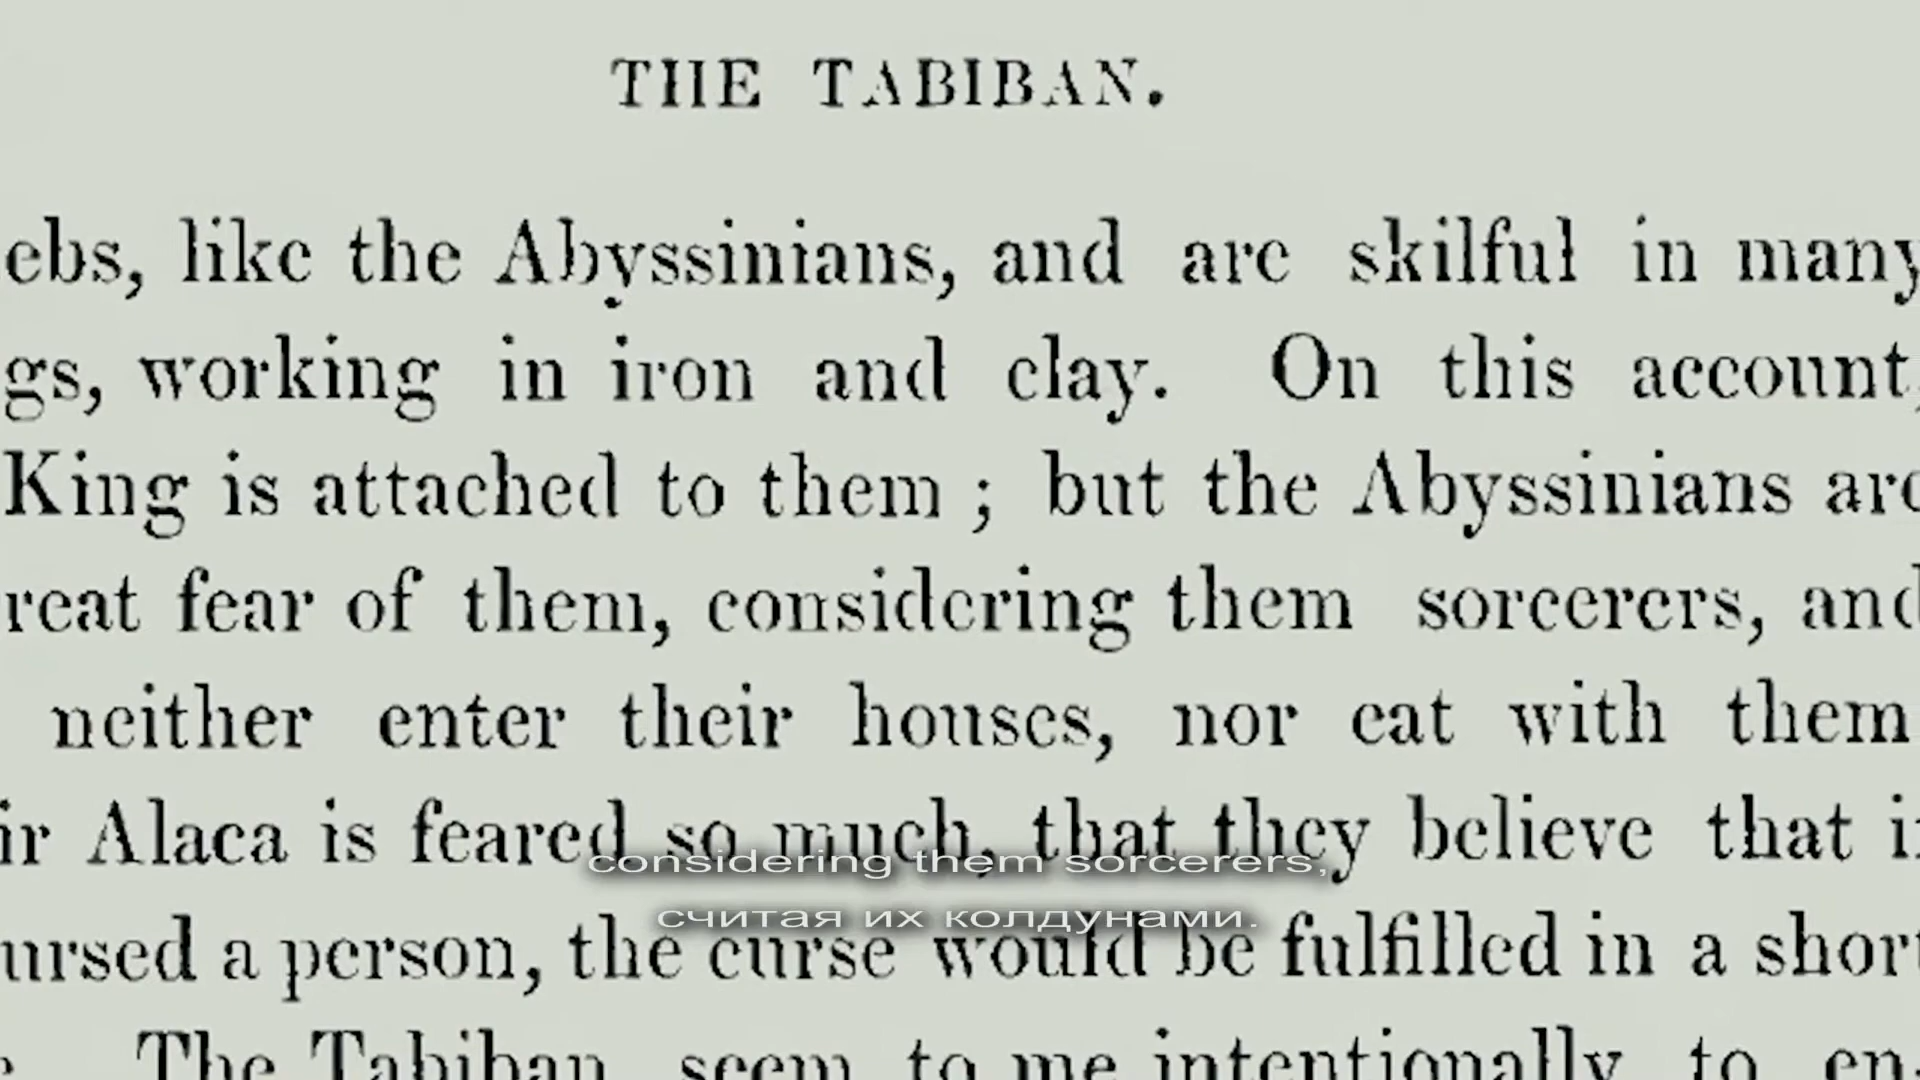 THE TABIBAN.
ebs, like the Abyssinians, and are skilful in many
gs, working in iron and clay. On this account,
King is attached to them ; but the Abyssinians are
reat fear of them, considering them sorcerers, and
neither enter their houses, nor eat with them
ir Alaca is feared so much, that they believe that i
considering them sorcerers,
считая их колдунами.
ursed a person, the curse would be fulfilled in a short
The Tabiban seem to me intentionally to en-